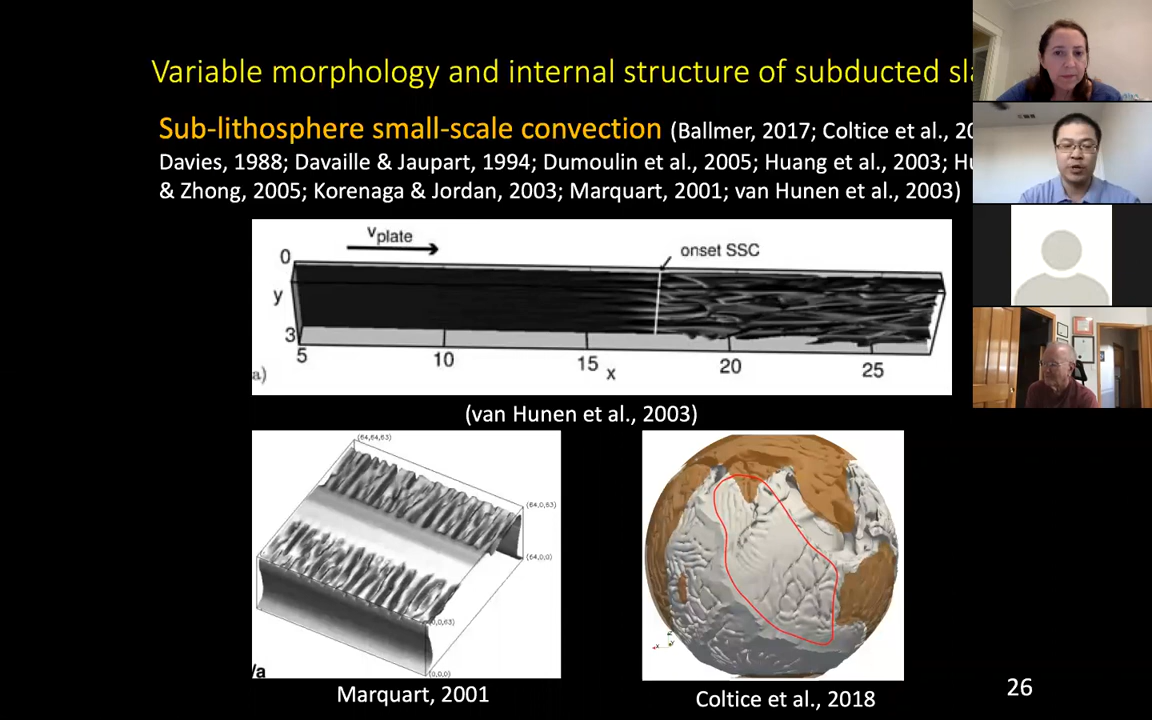 Variable morphology and internal structure of subducted
Sub-lithosphere small-scale convection (Ballmer, 2017; Coltice et al.,
Davies, 1988; Davaille & Jaupart, 1994; Dumoulin et al., 2005; Huang et al., 2003;
& Zhong, 2005; Korenaga & Jordan, 2003; Marquart, 2001; van Hunen et al., 2003)
vplate
onset SSC
0
y
3
5 10 15 x 20 25
a)
(van Hunen et al., 2003)
(64,64,63)
(64,0,63)
(64,0,0)
(0,0,63)
(0,0,0)
/a
Marquart, 2001
Coltice et al., 2018
26